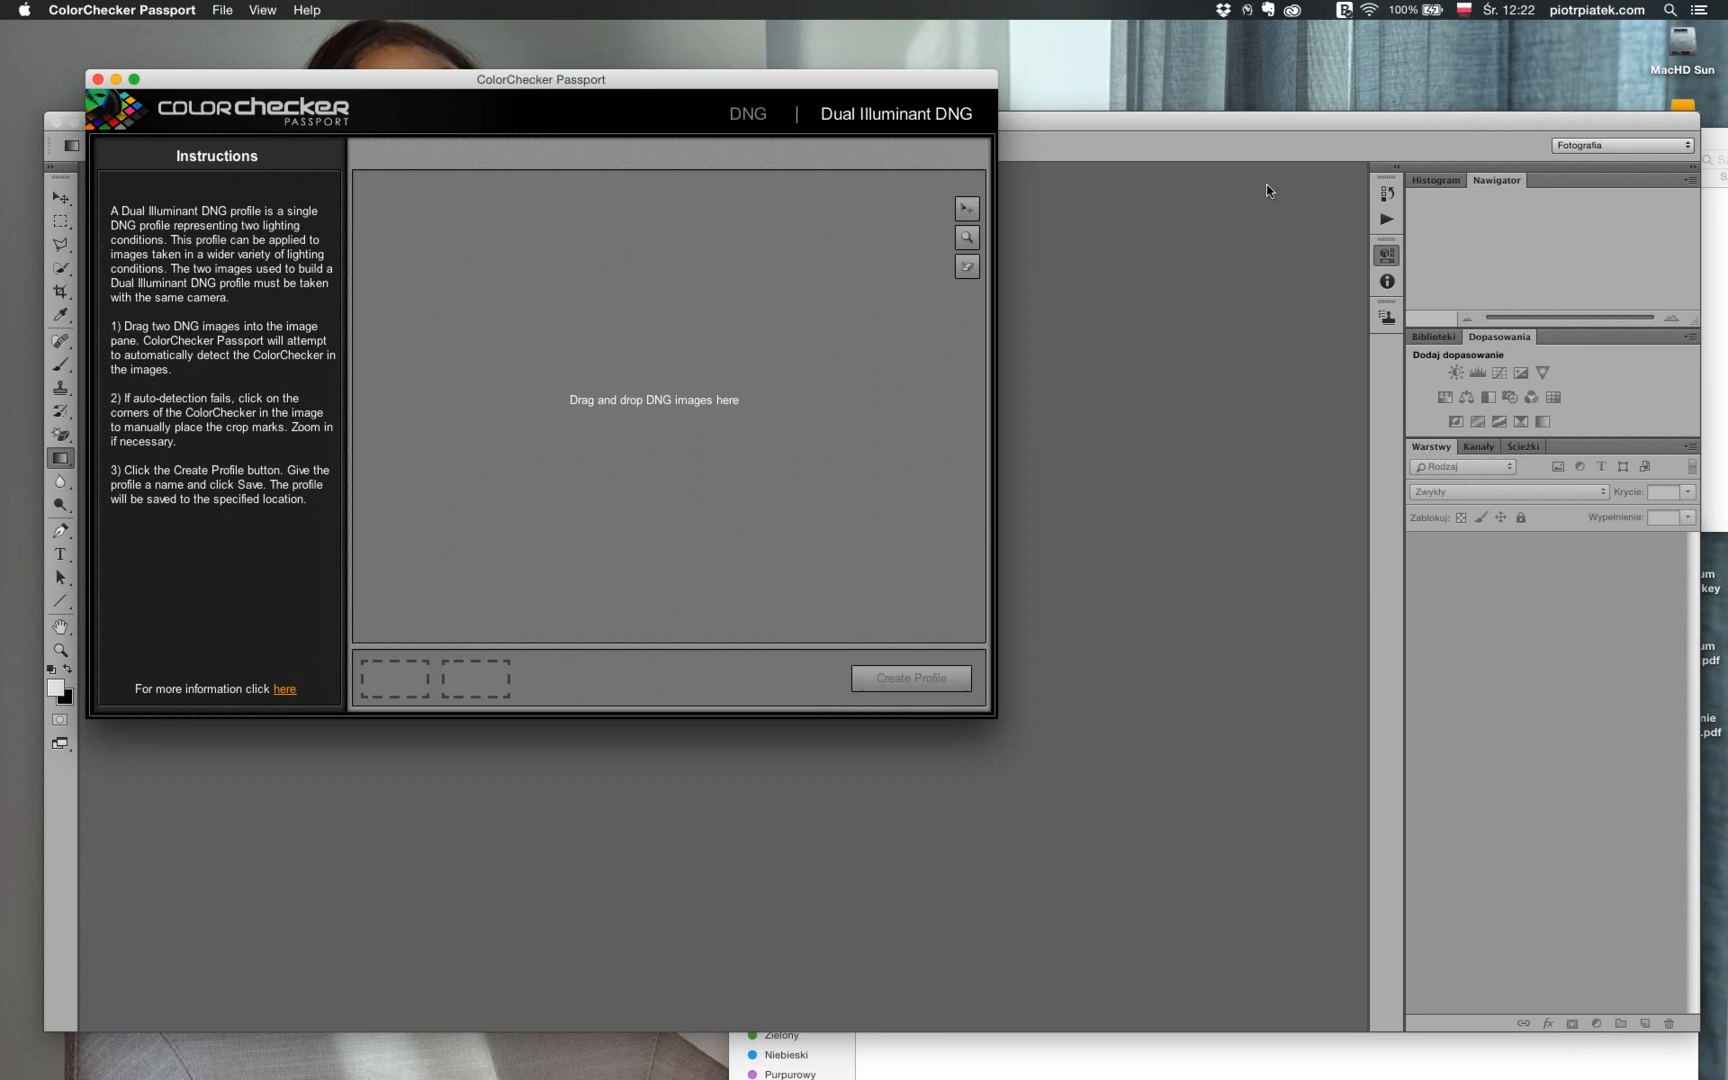 ColorChecker Passport File View Help
100% Śr. 12:22 piotrpiatek.com
MacHD Sun
ColorChecker Passport
COLORCHECKER
PASSPORT
DNG | Dual Illuminant DNG
Instructions
A Dual Illuminant DNG profile is a single
DNG profile representing two lighting
conditions. This profile can be applied to
images taken in a wider variety of lighting
conditions. The two images used to build a
Dual Illuminant DNG profile must be taken
with the same camera.
1) Drag two DNG images into the image
pane. ColorChecker Passport will attempt
to automatically detect the ColorChecker in
the images.
2) If auto-detection fails, click on the
corners of the ColorChecker in the image
to manually place the crop marks. Zoom in
if necessary.
3) Click the Create Profile button. Give the
profile a name and click Save. The profile
will be saved to the specified location.
For more information click here
Drag and drop DNG images here
Create Profile
Fotografia
Histogram Nawigator
Biblioteki Dopasowania
Dodaj dopasowanie
Warstwy Kanały Ścieżki
Rodzaj
Zwykły Krycie:
Zablokuj: Wypełnienie:
um
key
um
.pdf
nie
.pdf
Zielony
Niebieski
Purpurowy